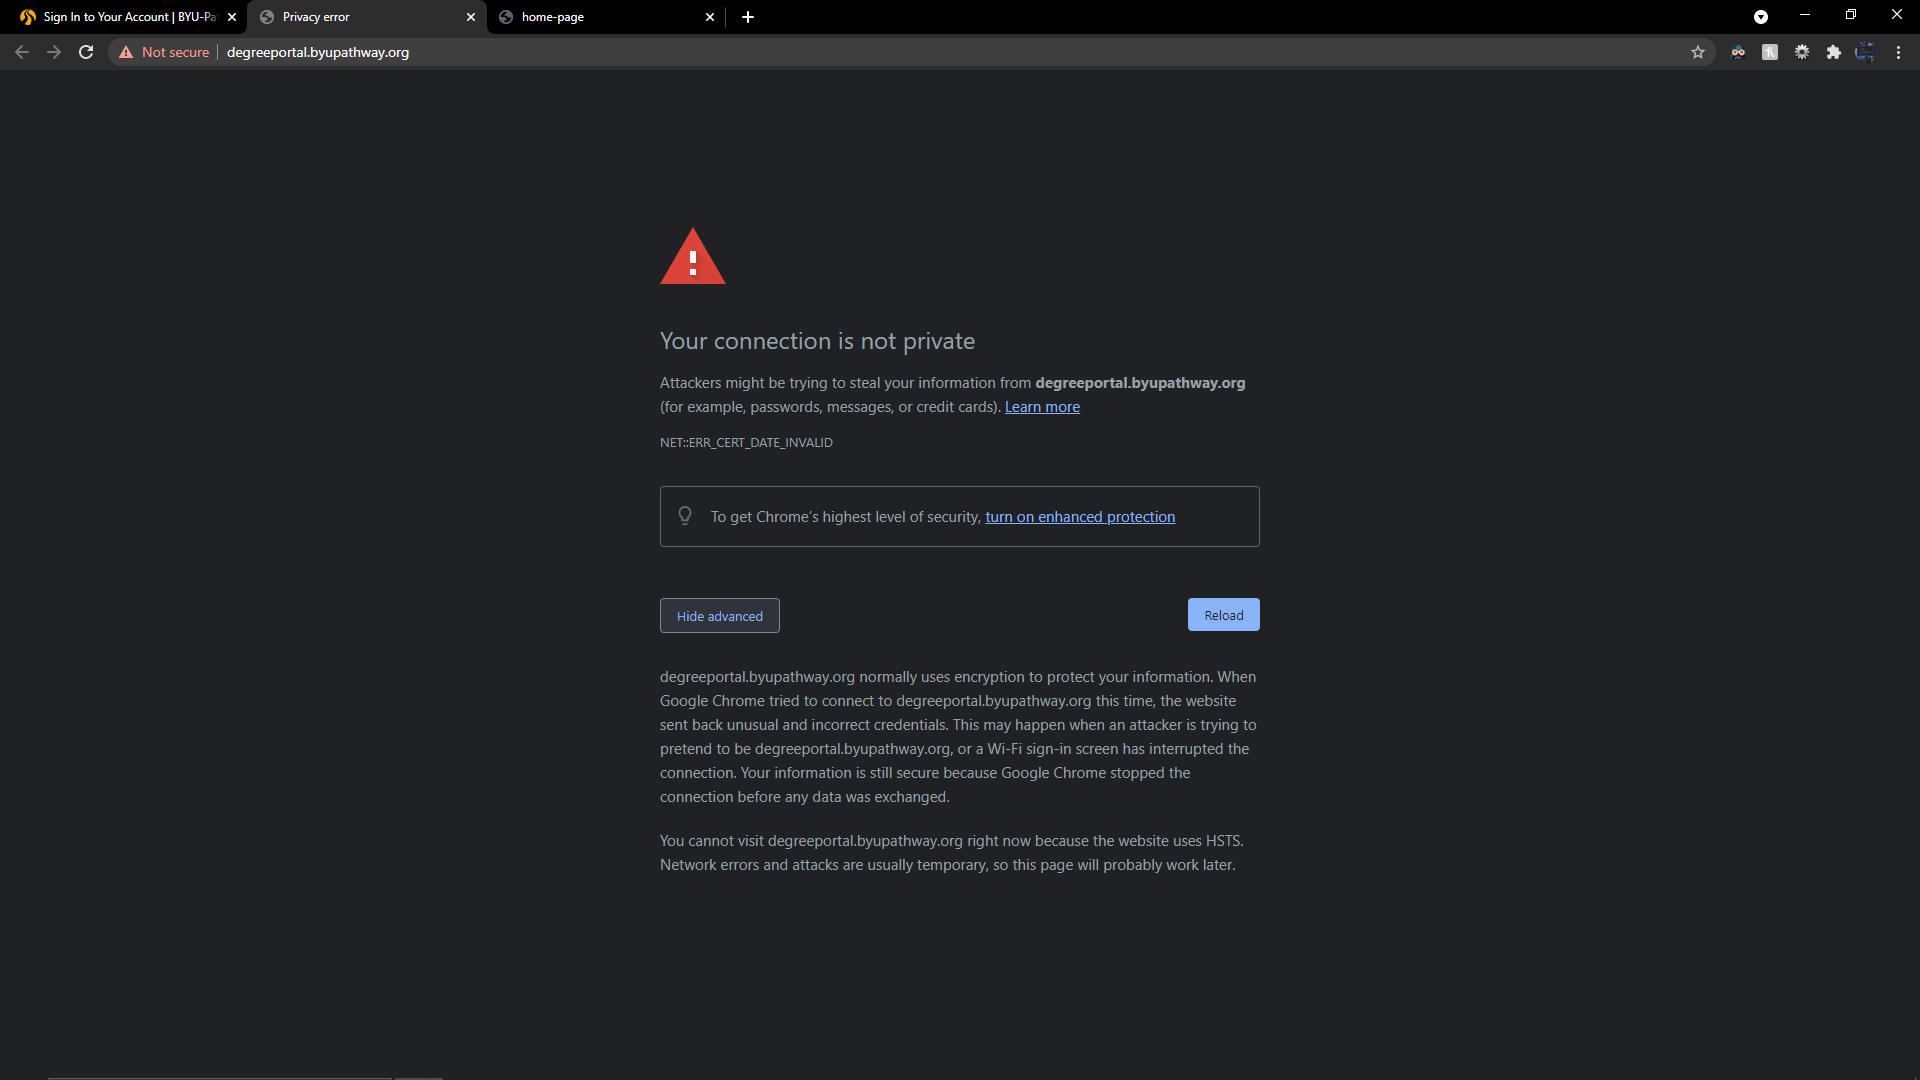 Sign In to Your Account | BYU-Pa
Privacy error
home-page
Not secure
degreeportal.byupathway.org
Your connection is not private
Attackers might be trying to steal your information from degreeportal.byupathway.org
(for example, passwords, messages, or credit cards). Learn more
NET::ERR_CERT_DATE_INVALID
To get Chrome's highest level of security, turn on enhanced protection
Hide advanced
Reload
degreeportal.byupathway.org normally uses encryption to protect your information. When
Google Chrome tried to connect to degreeportal.byupathway.org this time, the website
sent back unusual and incorrect credentials. This may happen when an attacker is trying to
pretend to be degreeportal.byupathway.org, or a Wi-Fi sign-in screen has interrupted the
connection. Your information is still secure because Google Chrome stopped the
connection before any data was exchanged.
You cannot visit degreeportal.byupathway.org right now because the website uses HSTS.
Network errors and attacks are usually temporary, so this page will probably work later.